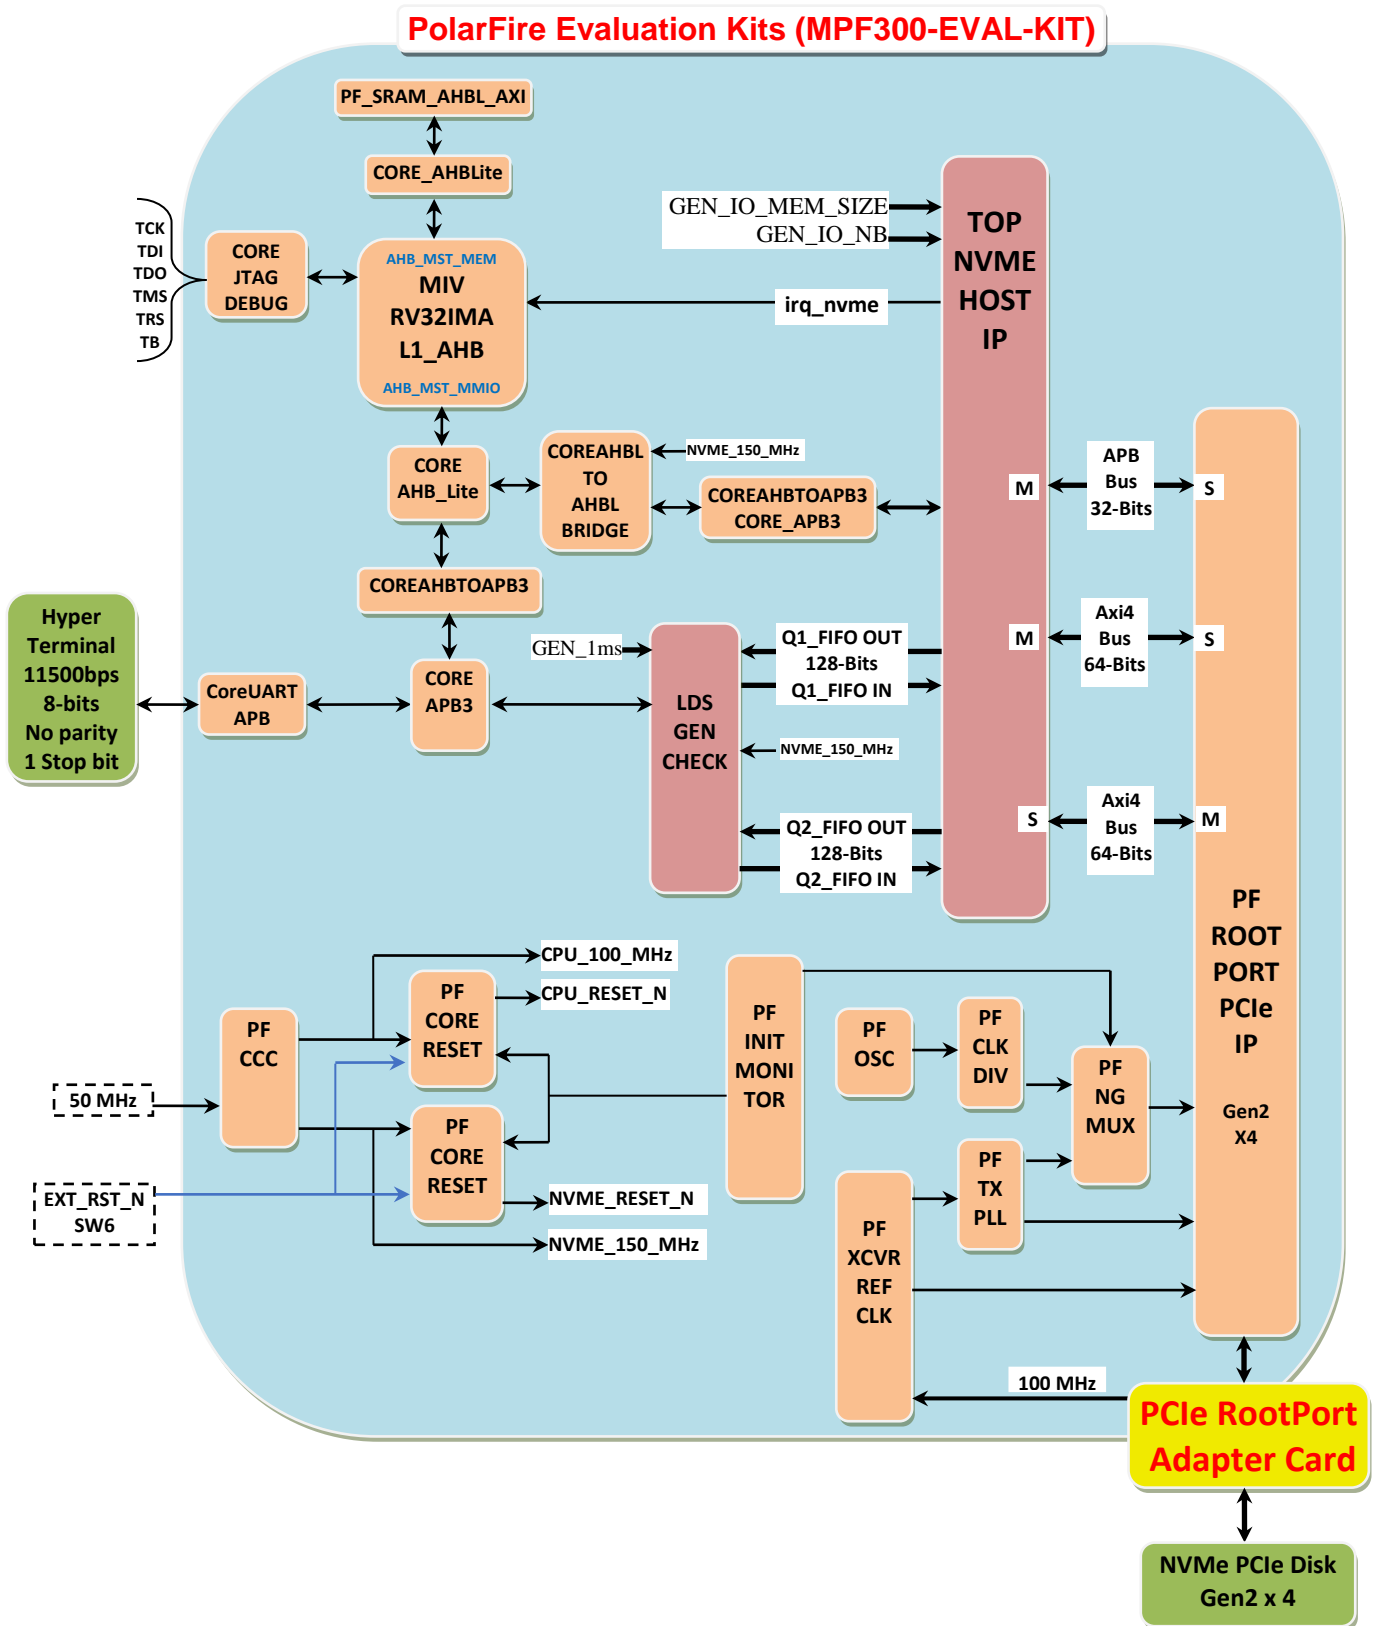 PolarFire Evaluation Kits (MPF300-EVAL-KIT)
PF_SRAM_AHBL_AXI
CORE_AHBLite
TCK
TDI
TDO
TMS
TRS
TB
CORE
JTAG
DEBUG
AHB_MST_MEM
MIV
RV32IMA
L1_AHB
AHB_MST_MMIO
GEN_IO_MEM_SIZE
GEN_IO_NB
irq_nvme
TOP
NVME
HOST
IP
M
M
S
APB
Bus
32-Bits
Axi4
Bus
64-Bits
Axi4
Bus
64-Bits
S
S
M
PF
ROOT
PORT
PCIe
IP
Gen2
X4
CORE
AHB_Lite
COREAHBL
TO
AHBL
BRIDGE
NVME_150_MHz
COREAHBTOAPB3
CORE_APB3
COREAHBTOAPB3
Hyper
Terminal
11500bps
8-bits
No parity
1 Stop bit
CoreUART
APB
CORE
APB3
GEN_1ms
LDS
GEN
CHECK
Q1_FIFO OUT
128-Bits
Q1_FIFO IN
NVME_150_MHz
Q2_FIFO OUT
128-Bits
Q2_FIFO IN
50 MHz
EXT_RST_N
SW6
PF
CCC
PF
CORE
RESET
PF
CORE
RESET
CPU_100_MHz
CPU_RESET_N
NVME_RESET_N
NVME_150_MHz
PF
INIT
MONI
TOR
PF
OSC
PF
CLK
DIV
PF
NG
MUX
PF
TX
PLL
PF
XCVR
REF
CLK
100 MHz
PCIe RootPort
Adapter Card
NVMe PCIe Disk
Gen2 x 4